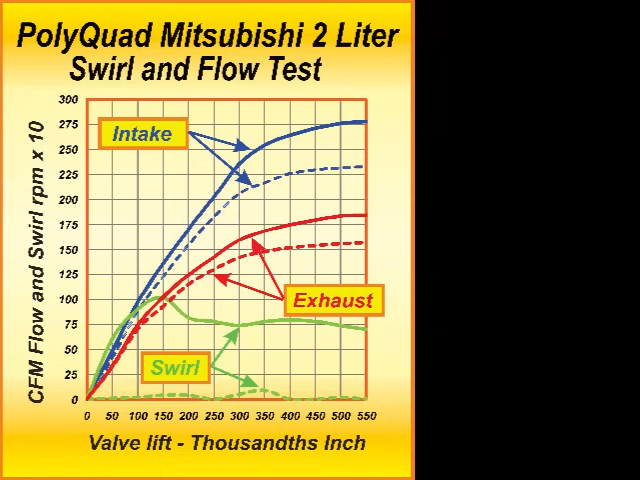 PolyQuad Mitsubishi 2 Liter
Swirl and Flow Test
CFM Flow and Swirl rpm x 10
300
275
250
225
200
175
150
125
100
75
50
25
0
Intake
Exhaust
Swirl
0 50 100 150 200 250 300 350 400 450 500 550
Valve lift - Thousandths Inch